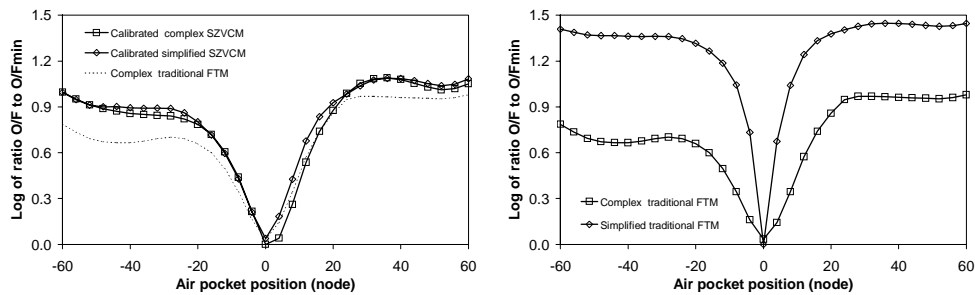 Log of ratio O/F to O/Fmin
1.5
1.2
0.9
0.6
0.3
0.0
Calibrated complex SZVCM
Calibrated simplified SZVCM
Complex traditional FTM
-60
-40
-20
0
20
40
60
Air pocket position (node)
Log of ratio O/F to O/Fmin
1.5
1.2
0.9
0.6
0.3
0.0
Complex traditional FTM
Simplified traditional FTM
-60
-40
-20
0
20
40
60
Air pocket position (node)